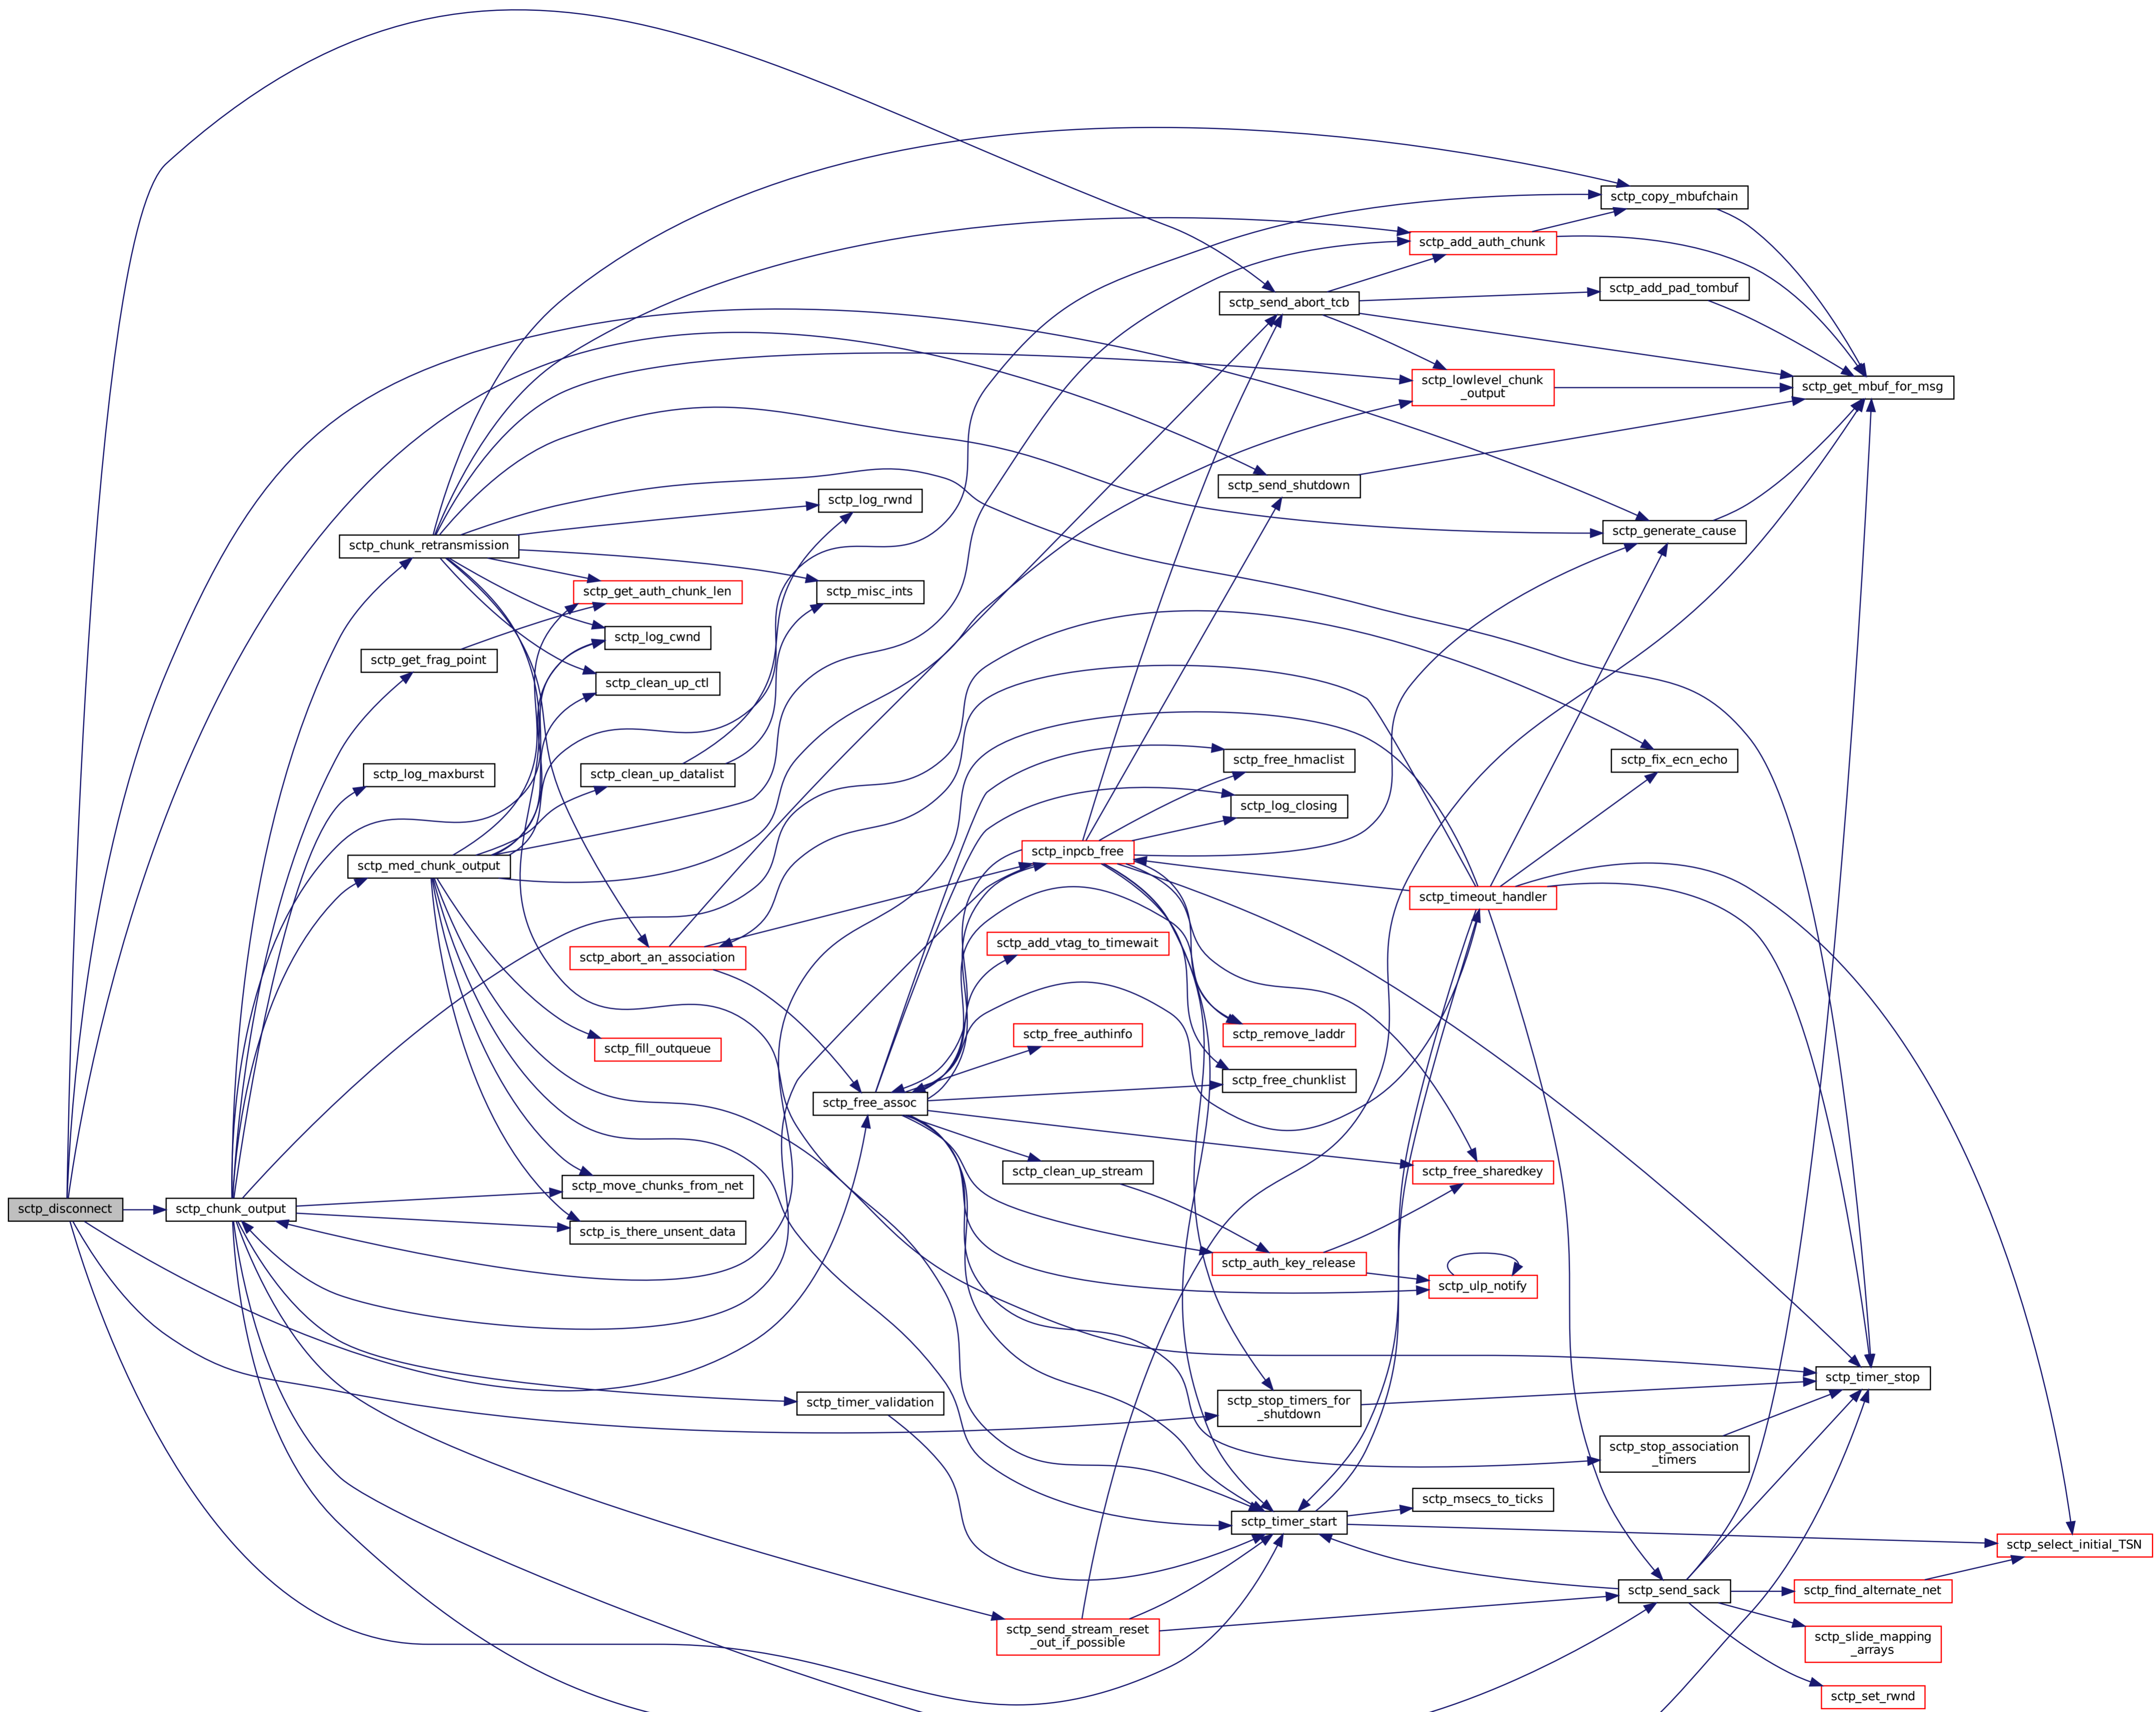 sctp_copy_mbufchain
sctp_add_auth_chunk
sctp_add_pad_tombuf
sctp_send_abort_tcb
sctp_lowlevel_chunk
_output
sctp_get_mbuf_for_msg
sctp_send_shutdown
sctp_log_rwnd
sctp_generate_cause
sctp_chunk_retransmission
sctp_get_auth_chunk_len
sctp_misc_ints
sctp_log_cwnd
sctp_get_frag_point
sctp_clean_up_ctl
sctp_free_hmaclist
sctp_fix_ecn_echo
sctp_log_maxburst
sctp_clean_up_datalist
sctp_log_closing
sctp_inpcb_free
sctp_med_chunk_output
sctp_timeout_handler
sctp_add_vtag_to_timewait
sctp_abort_an_association
sctp_free_authinfo
sctp_remove_laddr
sctp_fill_outqueue
sctp_free_chunklist
sctp_free_assoc
sctp_clean_up_stream
sctp_free_sharedkey
sctp_move_chunks_from_net
sctp_disconnect
sctp_chunk_output
sctp_is_there_unsent_data
sctp_auth_key_release
sctp_ulp_notify
sctp_timer_stop
sctp_timer_validation
sctp_stop_timers_for
_shutdown
sctp_stop_association
_timers
sctp_msecs_to_ticks
sctp_timer_start
sctp_select_initial_TSN
sctp_send_sack
sctp_find_alternate_net
sctp_send_stream_reset
_out_if_possible
sctp_slide_mapping
_arrays
sctp_set_rwnd